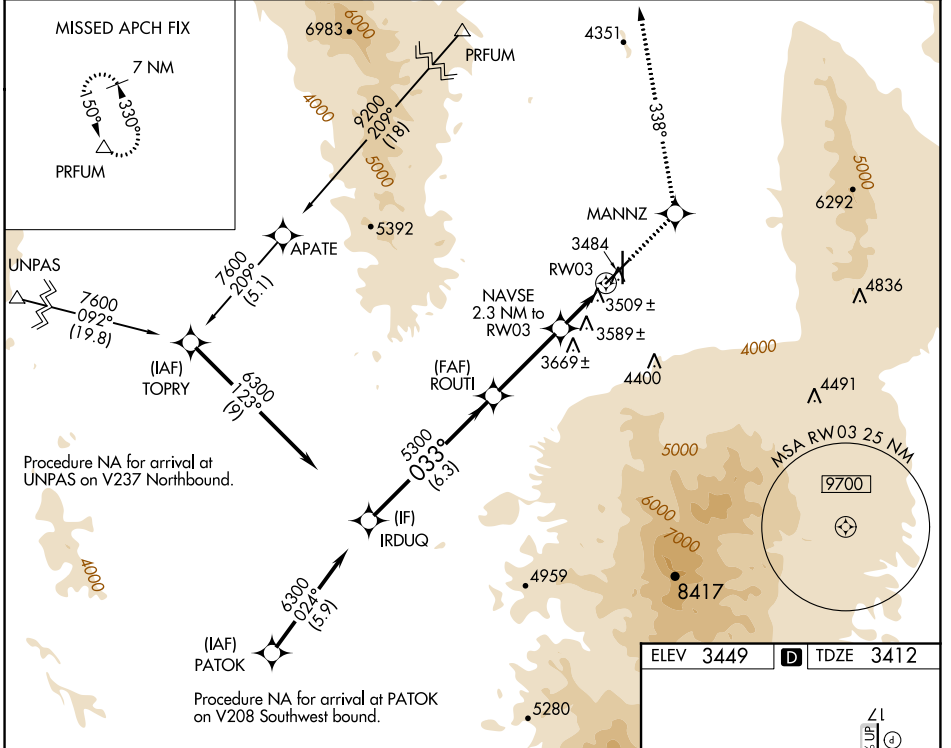 MISSED APCH FIX
7 NM
150°
330°
PRFUM
6983
6000
PRFUM
4351
4000
9200
209°
(18)
5000
338°
5392
APATE
MANNZ
5000
6292
UNPAS
7600
209°
(5.1)
3484
RW03
7600
092°
(19.8)
NAVSE
2.3 NM to
RW03
3509 ±
3589 ±
3669 ±
4836
4000
4400
(IAF)
TOPRY
(FAF)
ROUTI
6300
123°
(9)
4491
5300
033°
(6.3)
5000
MSA RW03 25 NM
9700
Procedure NA for arrival at
UNPAS on V237 Northbound.
6000
7000
(IF)
IRDUQ
4000
6300
024°
(5.9)
4959
8417
(IAF)
PATOK
ELEV 3449
D
TDZE 3412
Procedure NA for arrival at PATOK
on V208 Southwest bound.
5280
17
UP
P